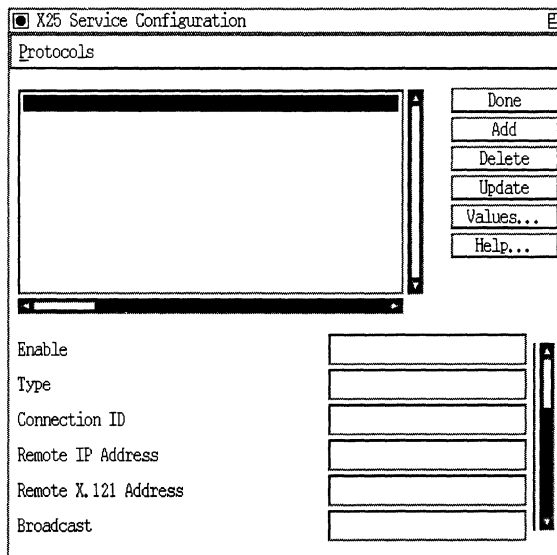 X25 Service Configuration
Protocols
Done
Add
Delete
Update
Values...
Help...
Enable
Type
Connection ID
Remote IP Address
Remote X.121 Address
Broadcast